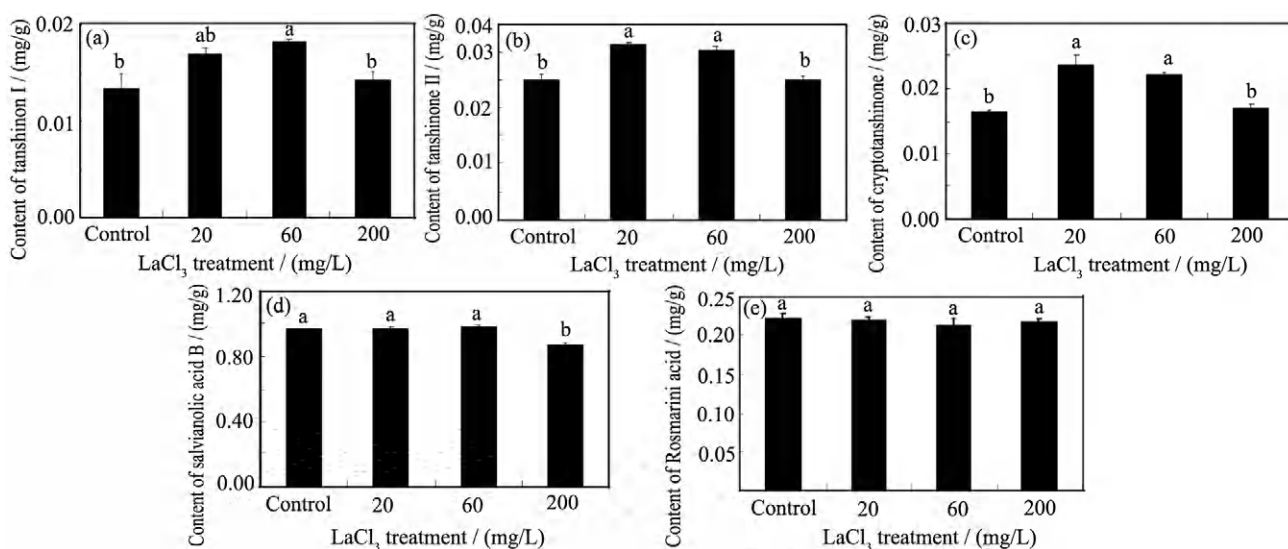 Content of tanshinon I / (mg/g)
0.02
0.01
0.00
(a)
b
ab
a
b
Control 20 60 200
LaCl3 treatment / (mg/L)
Content of tanshinone II / (mg/g)
0.04
0.03
0.02
0.01
0.00
(b)
b
a
a
b
Control 20 60 200
LaCl3 treatment / (mg/L)
Content of cryptotanshinone / (mg/g)
0.03
0.02
0.01
0.00
(c)
b
a
a
b
Control 20 60 200
LaCl3 treatment / (mg/L)
Content of salvianolic acid B / (mg/g)
1.20
0.80
0.40
0.00
(d)
a
a
a
b
Control 20 60 200
LaCl3 treatment / (mg/L)
Content of Rosmarini acid / (mg/g)
0.25
0.20
0.15
0.10
0.05
(e)
a
a
a
a
Control 20 60 200
LaCl3 treatment / (mg/L)